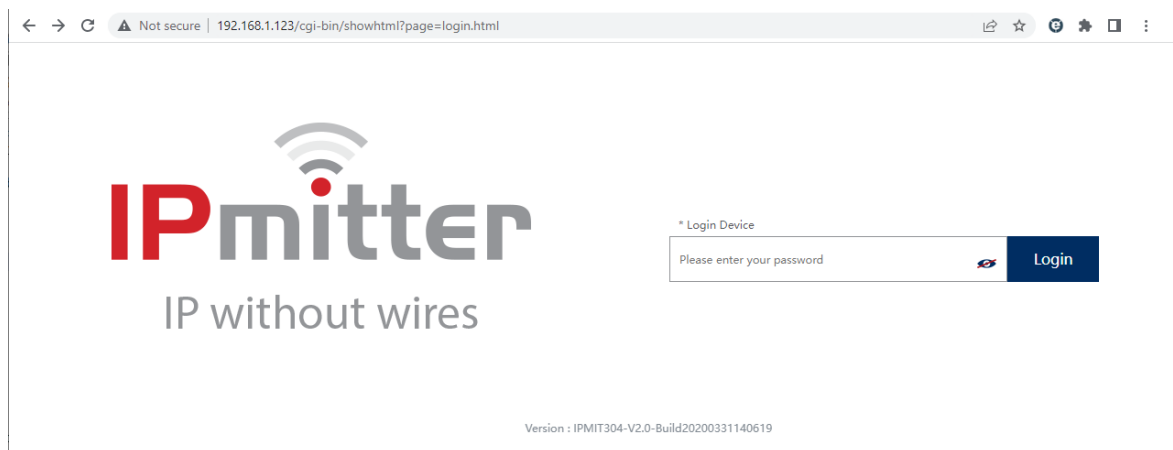 Not secure | 192.168.1.123/cgi-bin/showhtml?page=login.html
IPmitter
IP without wires
* Login Device
Please enter your password
Login
Version : IPMIT304-V2.0-Build20200331140619